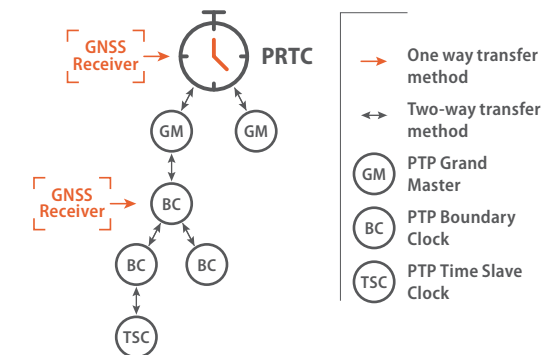 GNSS
Receiver
PRTC
GM
GM
GNSS
Receiver
BC
BC
BC
TSC
One way transfer
method
Two-way transfer
method
GM
PTP Grand
Master
BC
PTP Boundary
Clock
TSC
PTP Time Slave
Clock